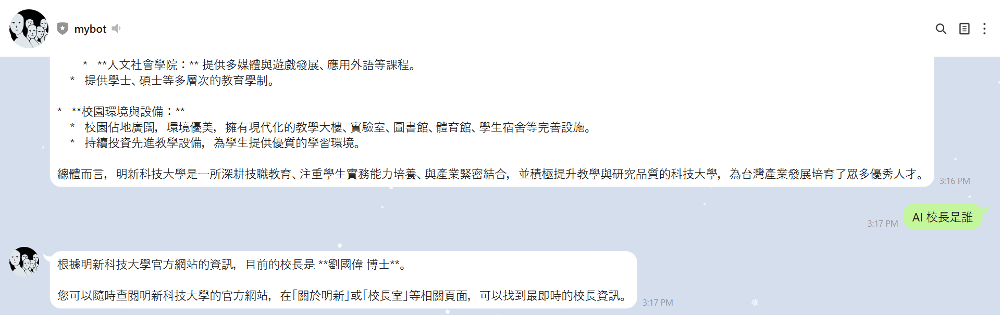 mybot
* **人文社會學院：** 提供多媒體與遊戲發展、應用外語等課程。
* 提供學士、碩士等多層次的教育學制。
* **校園環境與設備：**
* 校園佔地廣闊，環境優美，擁有現代化的教學大樓、實驗室、圖書館、體育館、學生宿舍等完善設施。
* 持續投資先進教學設備，為學生提供優質的學習環境。
總體而言，明新科技大學是一所深耕技職教育、注重學生實務能力培養、與產業緊密結合，並積極提升教學與研究品質的科技大學，為台灣產業發展培育了眾多優秀人才。
3:16 PM
AI 校長是誰
3:17 PM
根據明新科技大學官方網站的資訊，目前的校長是 **劉國偉 博士**。
您可以隨時查閱明新科技大學的官方網站，在「關於明新」或「校長室」等相關頁面，可以找到最即時的校長資訊。
3:17 PM